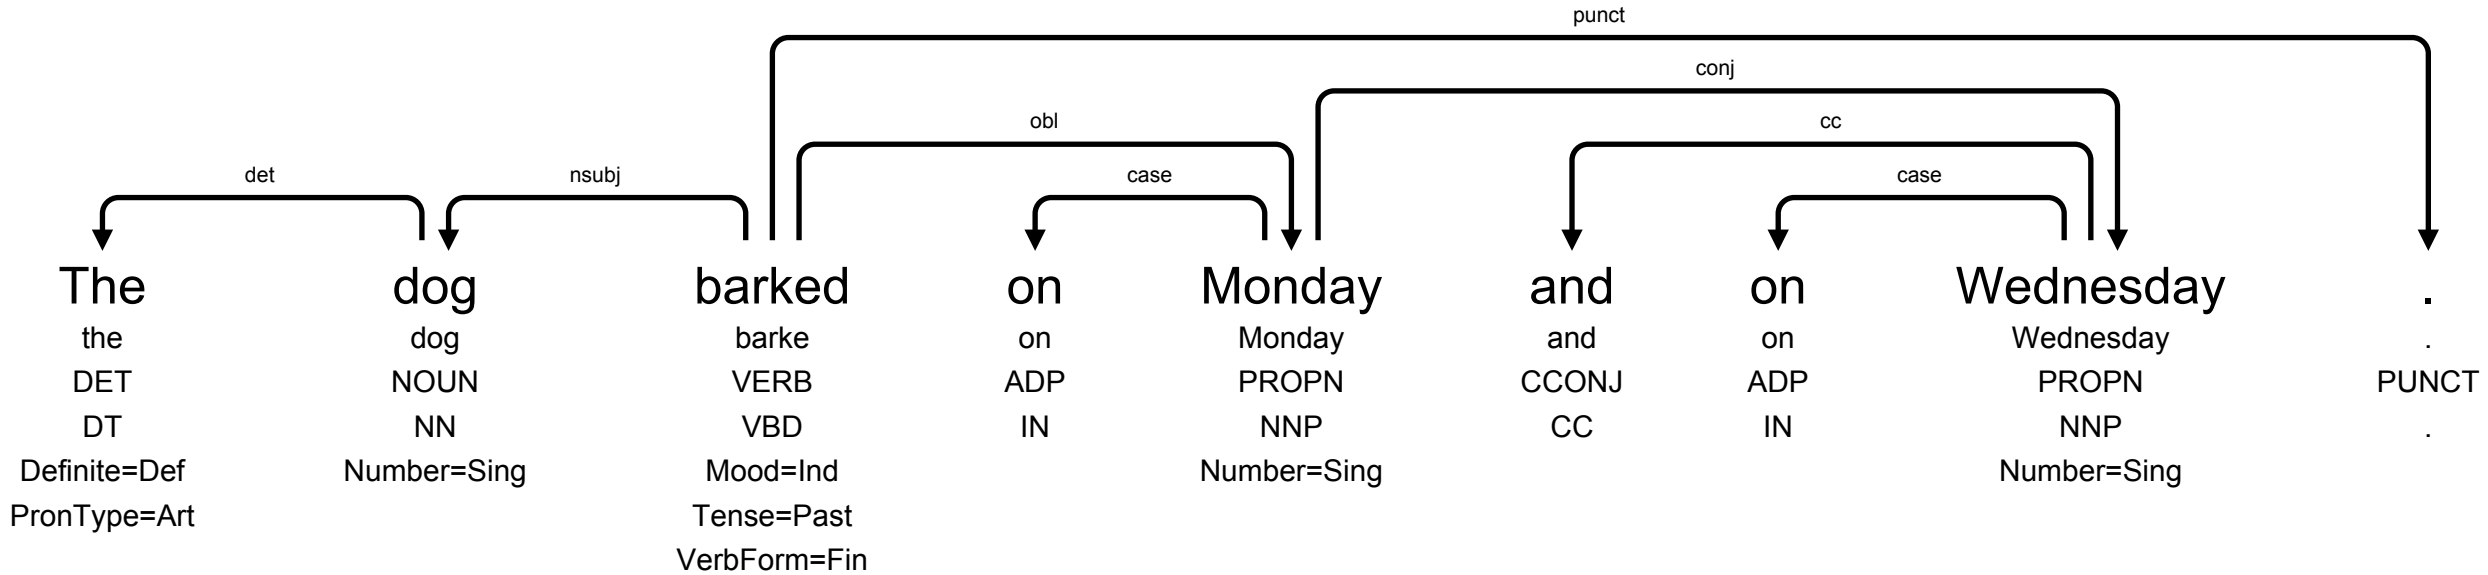 punct
conj
obl cc
det nsubj case case
The dog barked on Monday and on Wednesday .
the dog barke on Monday and on Wednesday .
DET NOUN VERB ADP PROPN CCONJ ADP PROPN PUNCT
DT NN VBD IN NNP CC IN NNP .
Definite=Def Number=Sing Mood=Ind Number=Sing Number=Sing
PronType=Art Tense=Past
VerbForm=Fin